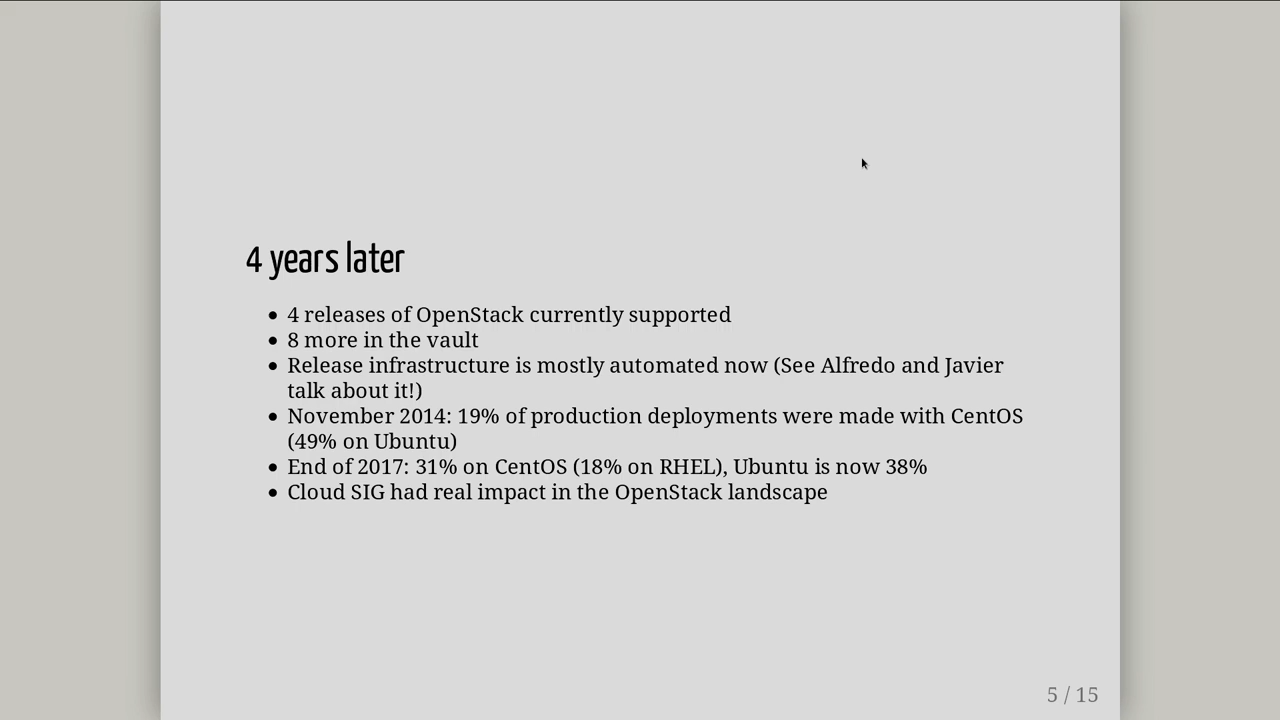 4 years later
• 4 releases of OpenStack currently supported
• 8 more in the vault
• Release infrastructure is mostly automated now (See Alfredo and Javier
talk about it!)
• November 2014: 19% of production deployments were made with CentOS
(49% on Ubuntu)
• End of 2017: 31% on CentOS (18% on RHEL), Ubuntu is now 38%
• Cloud SIG had real impact in the OpenStack landscape
5 / 15